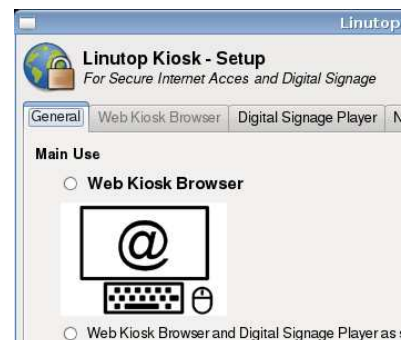 Linutop
Linutop Kiosk - Setup
For Secure Internet Acces and Digital Signage
General Web Kiosk Browser Digital Signage Player N
Main Use
Web Kiosk Browser
@
Web Kiosk Browser and Digital Signage Player as s